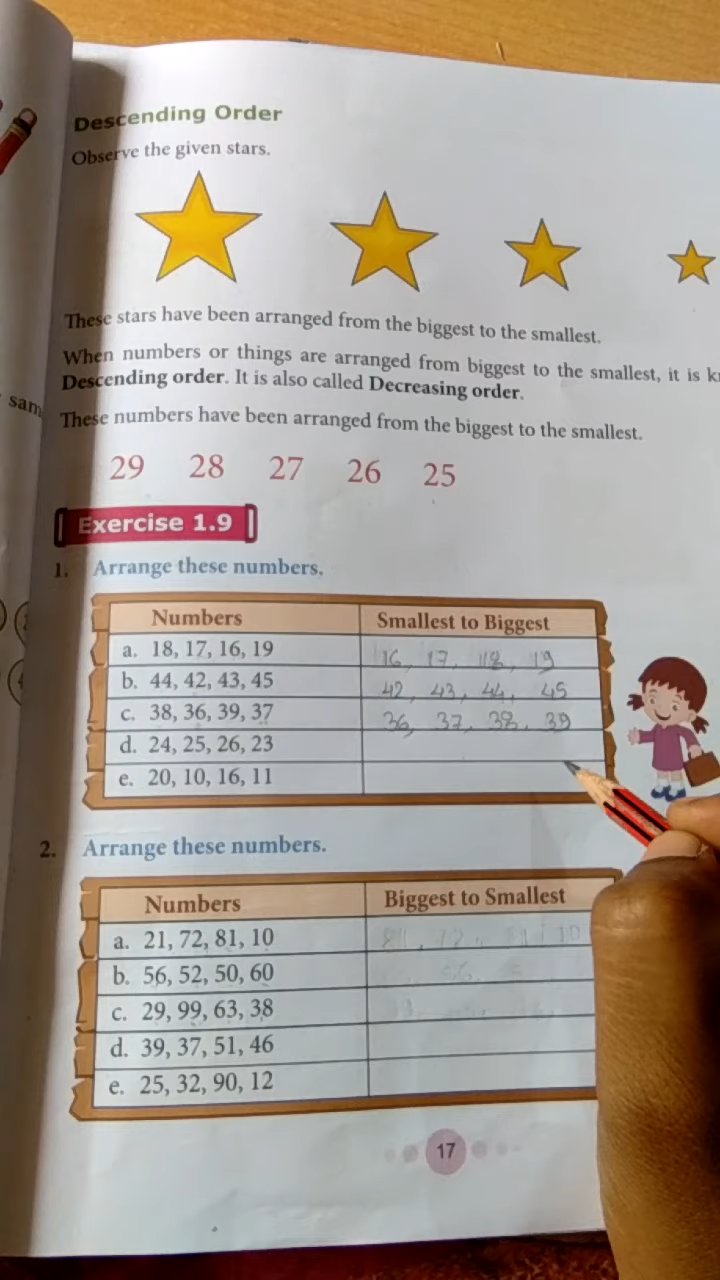 Descending Order
Observe the given stars.
These stars have been arranged from the biggest to the smallest.
When numbers or things are arranged from biggest to the smallest, it is
Descending order. It is also called Decreasing order.
sam
These numbers have been arranged from the biggest to the smallest.
29 28 27 26 25
Exercise 1.9
1. Arrange these numbers.
Numbers Smallest to Biggest
a. 18, 17, 16, 19 16, 17, 18, 19
b. 44, 42, 43, 45 42, 43, 44, 45
c. 38, 36, 39, 37 36, 37, 38, 39
d. 24, 25, 26, 23
e. 20, 10, 16, 11
2. Arrange these numbers.
Numbers Biggest to Smallest
a. 21, 72, 81, 10
b. 56, 52, 50, 60
c. 29, 99, 63, 38
d. 39, 37, 51, 46
e. 25, 32, 90, 12
17